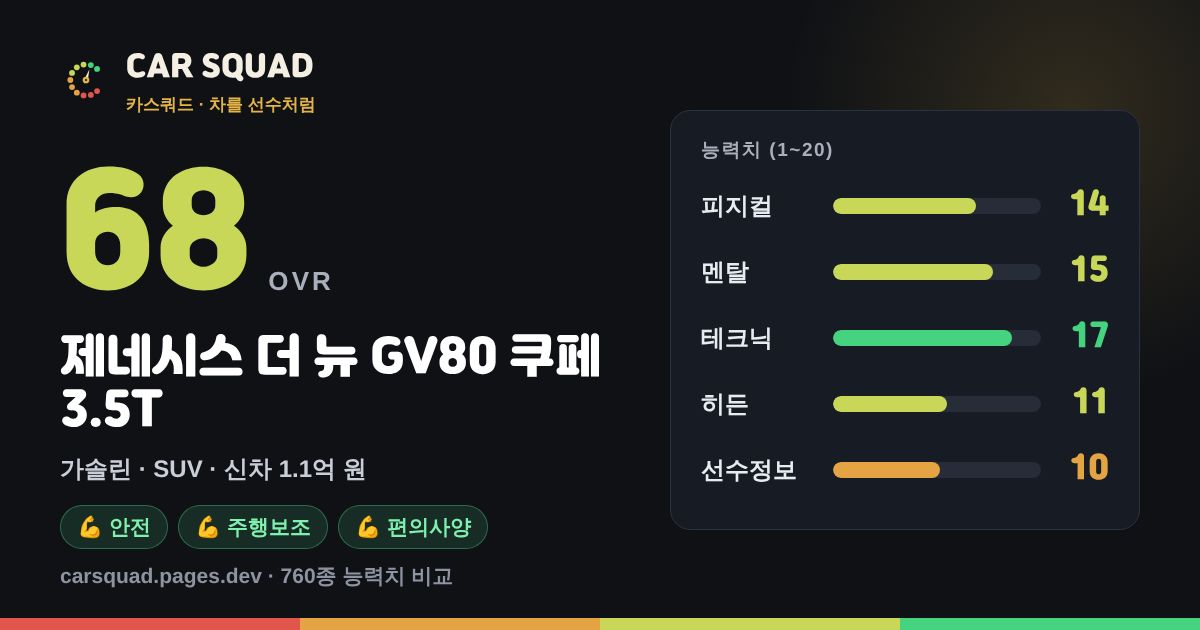 CAR SQUAD
카스쿼드 · 차를 선수처럼
68 OVR
제네시스 더 뉴 GV80 쿠페
3.5T
가솔린 · SUV · 신차 1.1억 원
💪 안전 💪 주행보조 💪 편의사양
carsquad.pages.dev · 760종 능력치 비교
능력치 (1~20)
피지컬 14
멘탈 15
테크닉 17
히든 11
선수정보 10